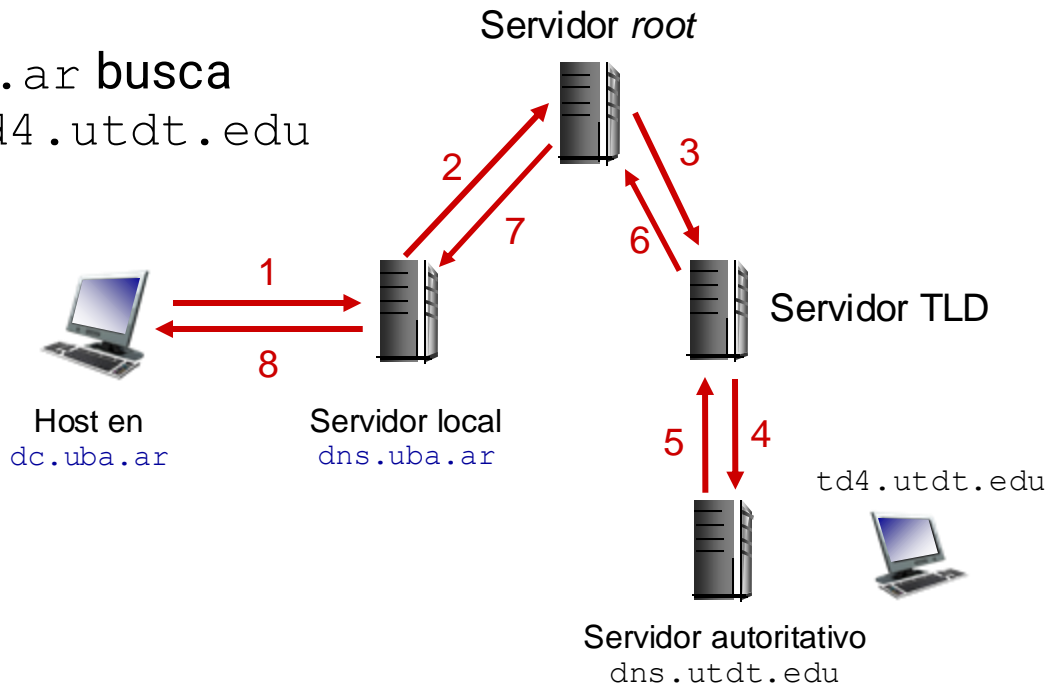 Servidor root
.ar busca
d4.utdt.edu
2
3
7
6
1
Servidor TLD
8
Host en
dc.uba.ar
Servidor local
dns.uba.ar
5
4
td4.utdt.edu
Servidor autoritativo
dns.utdt.edu